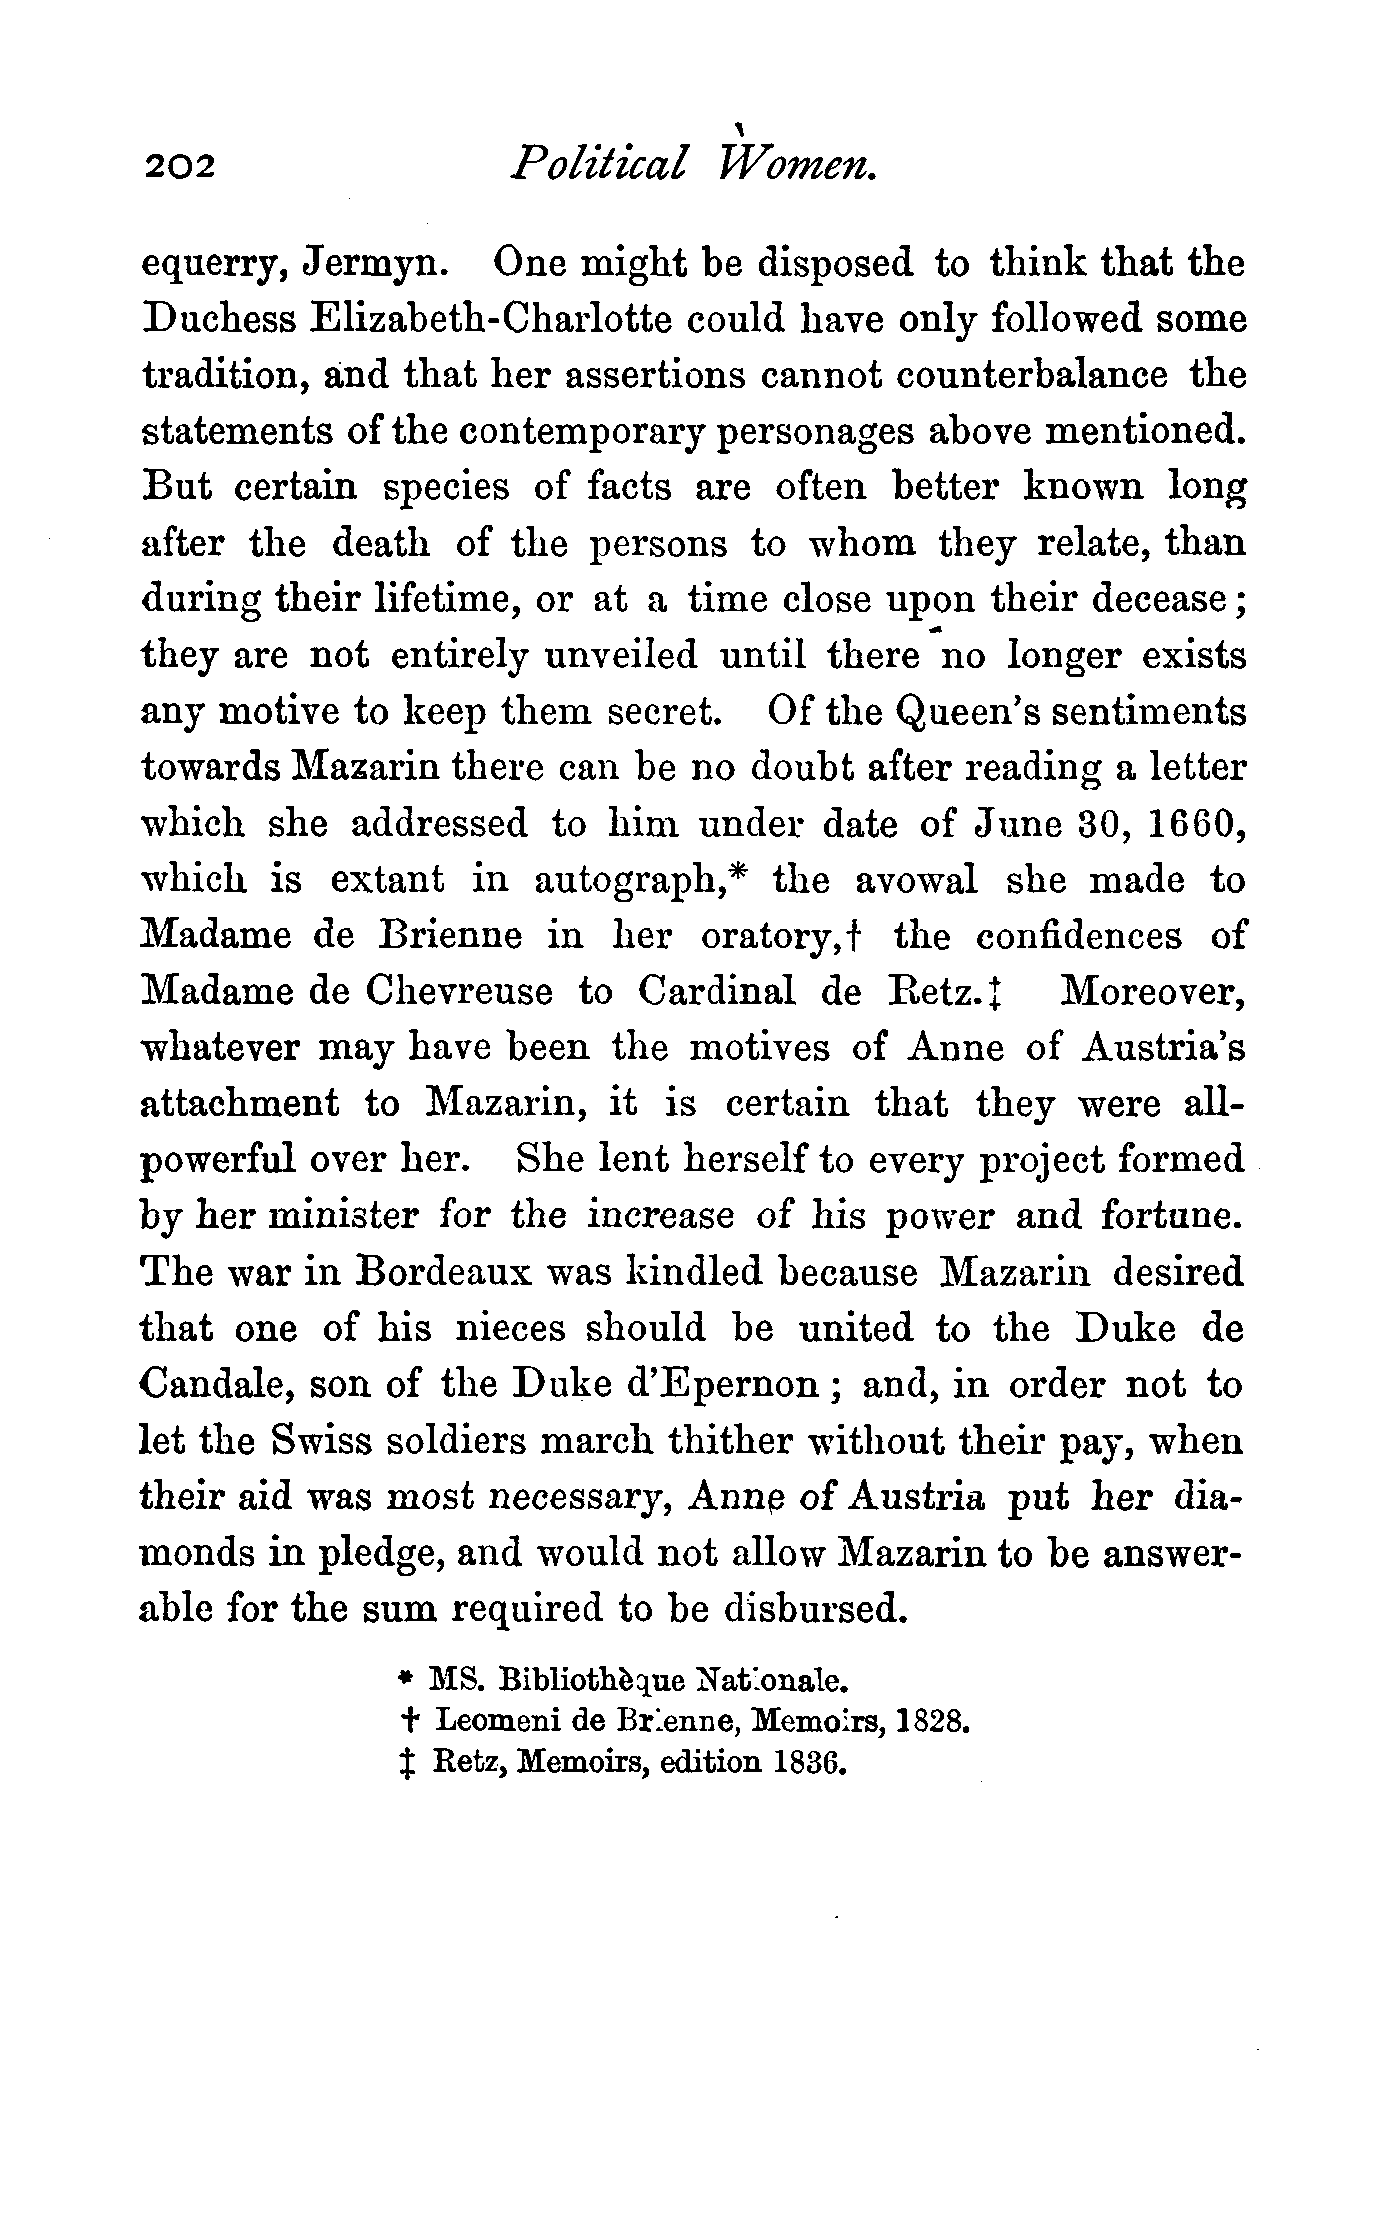 202 Political Women.
equerry, Jermyn. One might be disposed to think that the
Duchess Elizabeth-Charlotte could have only followed some
tradition, and that her assertions cannot counterbalance the
statements of the contemporary personages above mentioned.
But certain species of facts are often better known long
after the death of the persons to whom they relate, than
during their lifetime, or at a time close upon their decease;
they are not entirely unveiled until there no longer exists
any motive to keep them secret. Of the Queen's sentiments
towards Mazarin there can be no doubt after reading a letter
which she addressed to him under date of June 30, 1660,
which is extant in autograph,* the avowal she made to
Madame de Brienne in her oratory,† the confidences of
Madame de Chevreuse to Cardinal de Retz.‡ Moreover,
whatever may have been the motives of Anne of Austria's
attachment to Mazarin, it is certain that they were all-
powerful over her. She lent herself to every project formed
by her minister for the increase of his power and fortune.
The war in Bordeaux was kindled because Mazarin desired
that one of his nieces should be united to the Duke de
Candale, son of the Duke d'Epernon; and, in order not to
let the Swiss soldiers march thither without their pay, when
their aid was most necessary, Anne of Austria put her dia-
monds in pledge, and would not allow Mazarin to be answer-
able for the sum required to be disbursed.
* MS. Bibliothèque Nationale.
† Leomeni de Brienne, Memoirs, 1828.
‡ Retz, Memoirs, edition 1836.